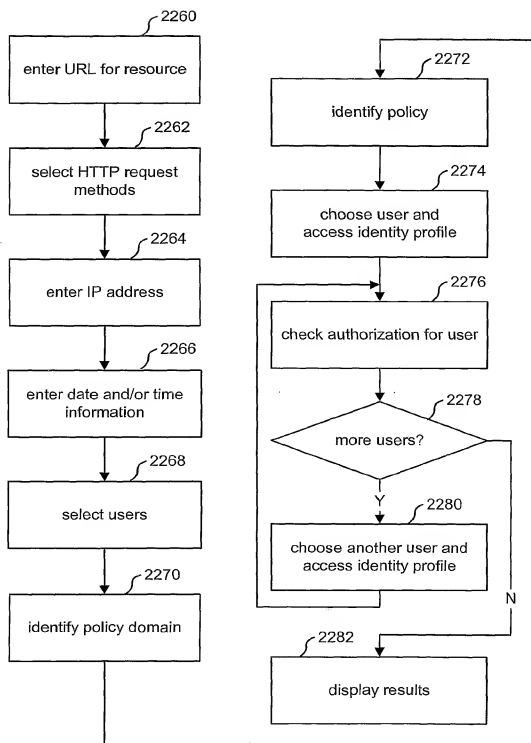 2260
enter URL for resource
2262
select HTTP request
methods
2264
enter IP address
2266
enter date and/or time
information
2268
select users
2270
identify policy domain
2272
identify policy
2274
choose user and
access identity profile
2276
check authorization for user
2278
more users?
Y
2280
choose another user and
access identity profile
N
2282
display results